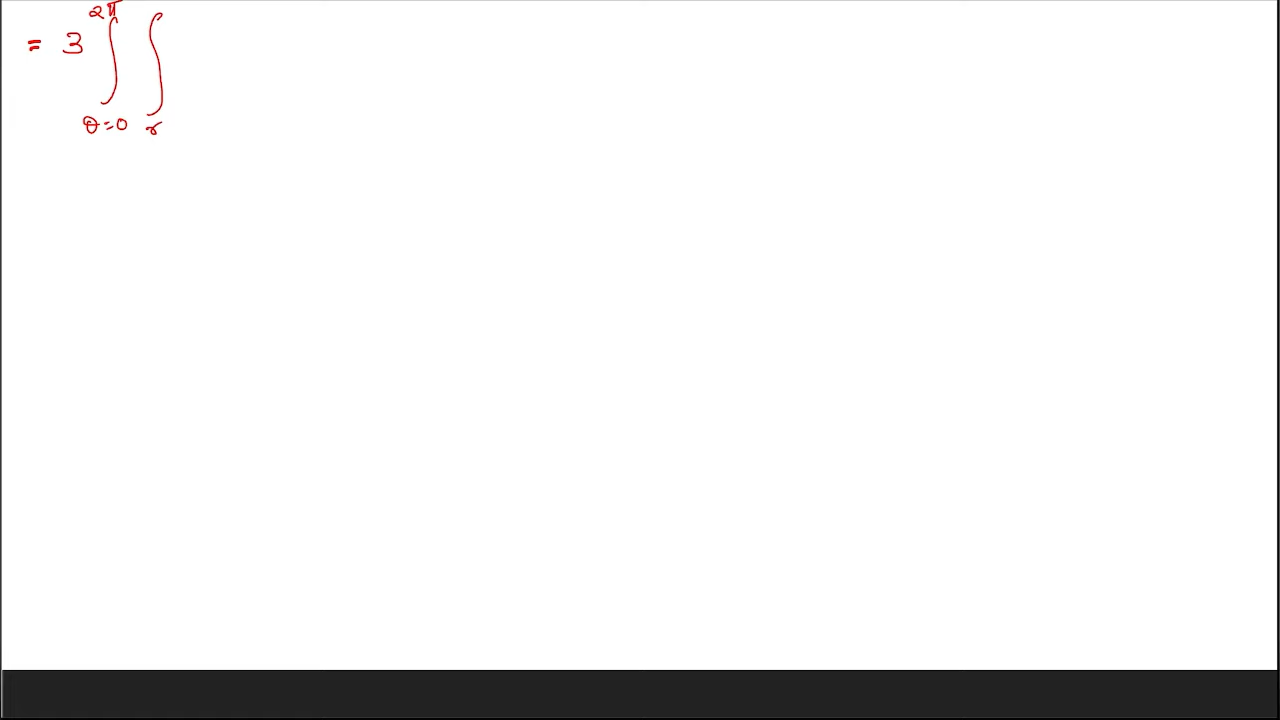 = 3 ∫_{θ=0}^{2π} ∫_{r}